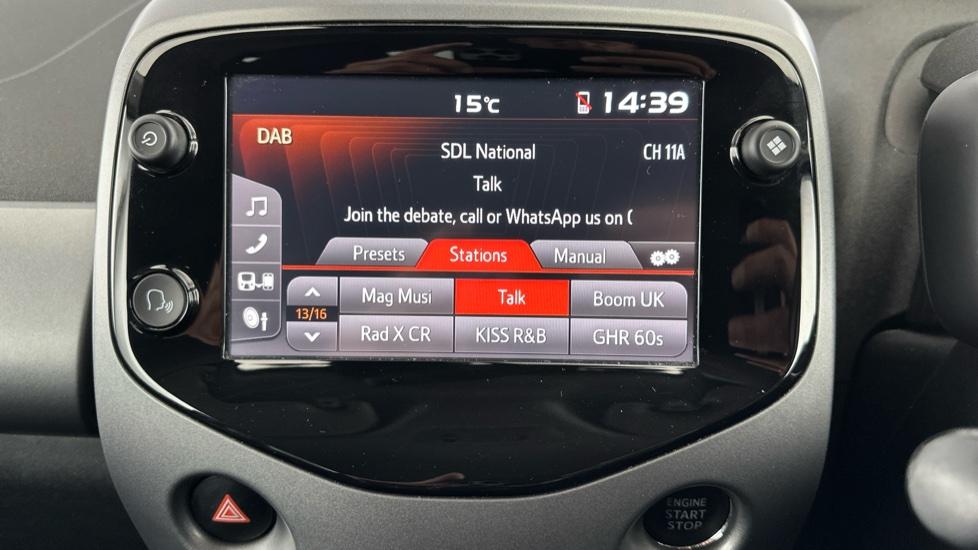 15°C
14:39
DAB
SDL National
CH 11A
Talk
Join the debate, call or WhatsApp us on (
Presets
Stations
Manual
13/16
Mag Musi
Talk
Boom UK
Rad X CR
KISS R&B
GHR 60s
ENGINE
START
STOP